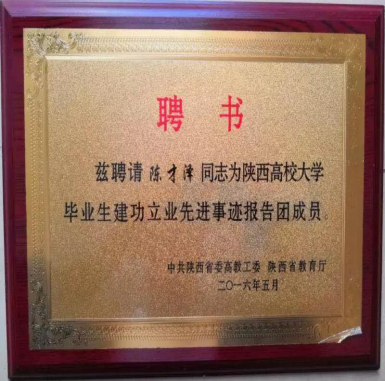 聘书
兹聘请陈才泽同志为陕西高校大学
毕业生建功立业先进事迹报告团成员。
中共陕西省委高教工委 陕西省教育厅
二〇一六年五月